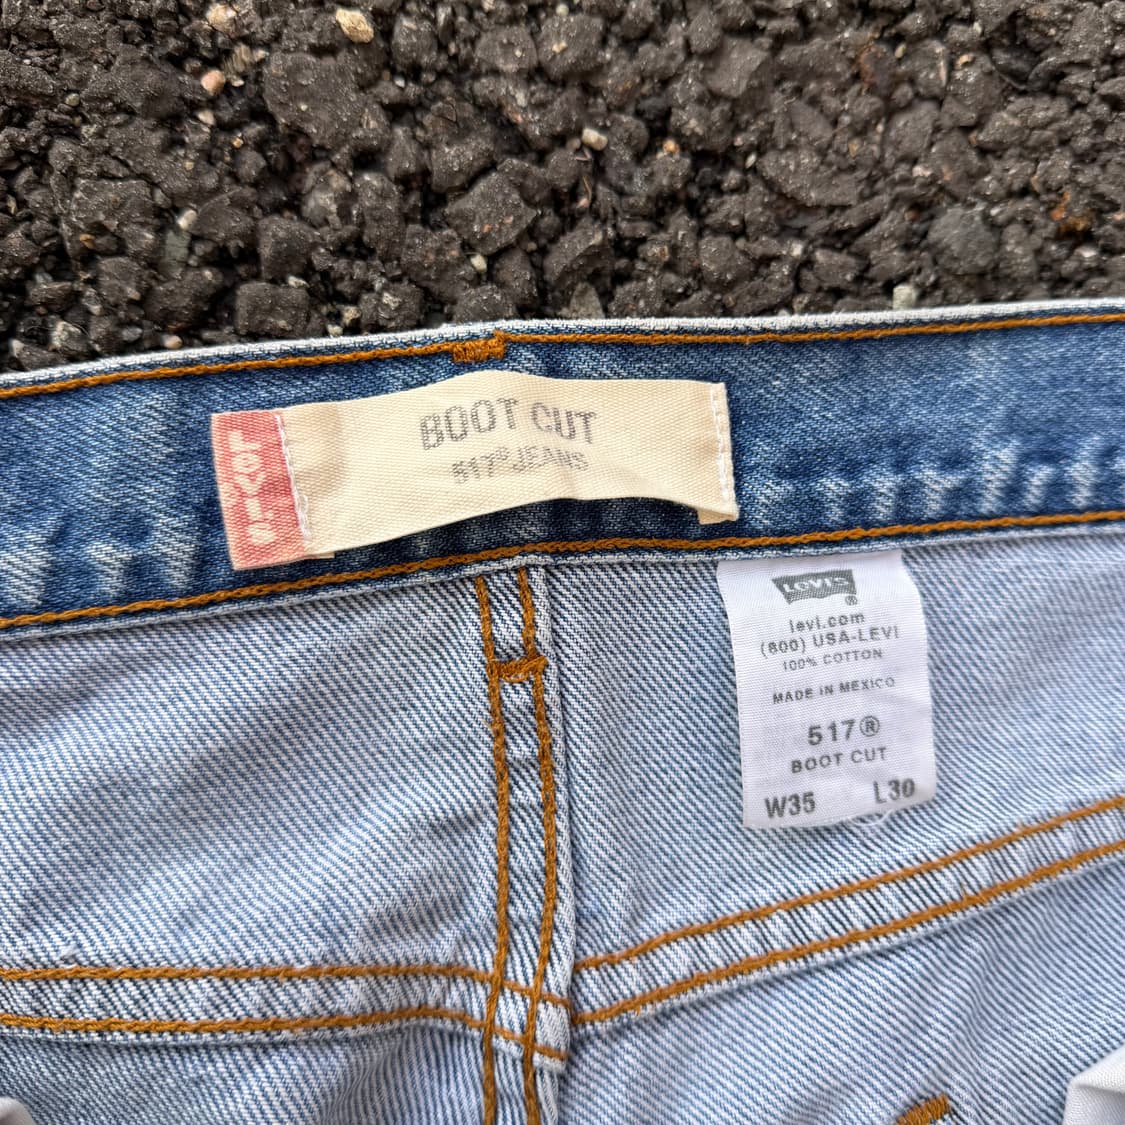 LEVI'S
BOOT CUT
517® JEANS
LEVI'S
®
levi.com
(800) USA-LEVI
100% COTTON
MADE IN MEXICO
517®
BOOT CUT
W35 L30